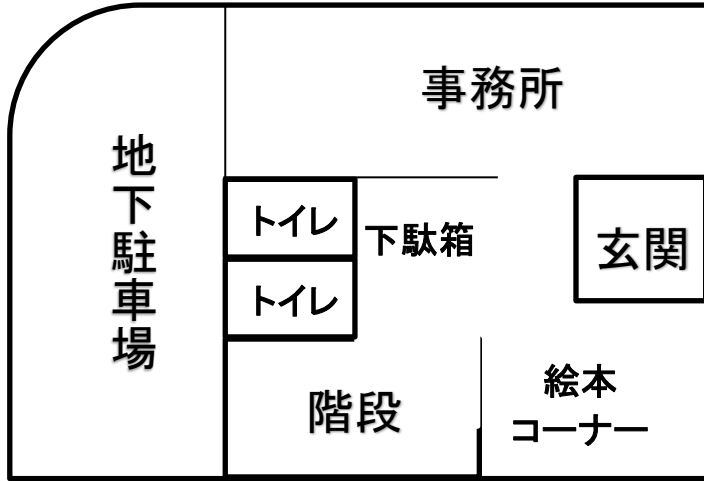 事務所
地下駐車場
トイレ
下駄箱
玄関
トイレ
絵本
コーナー
階段